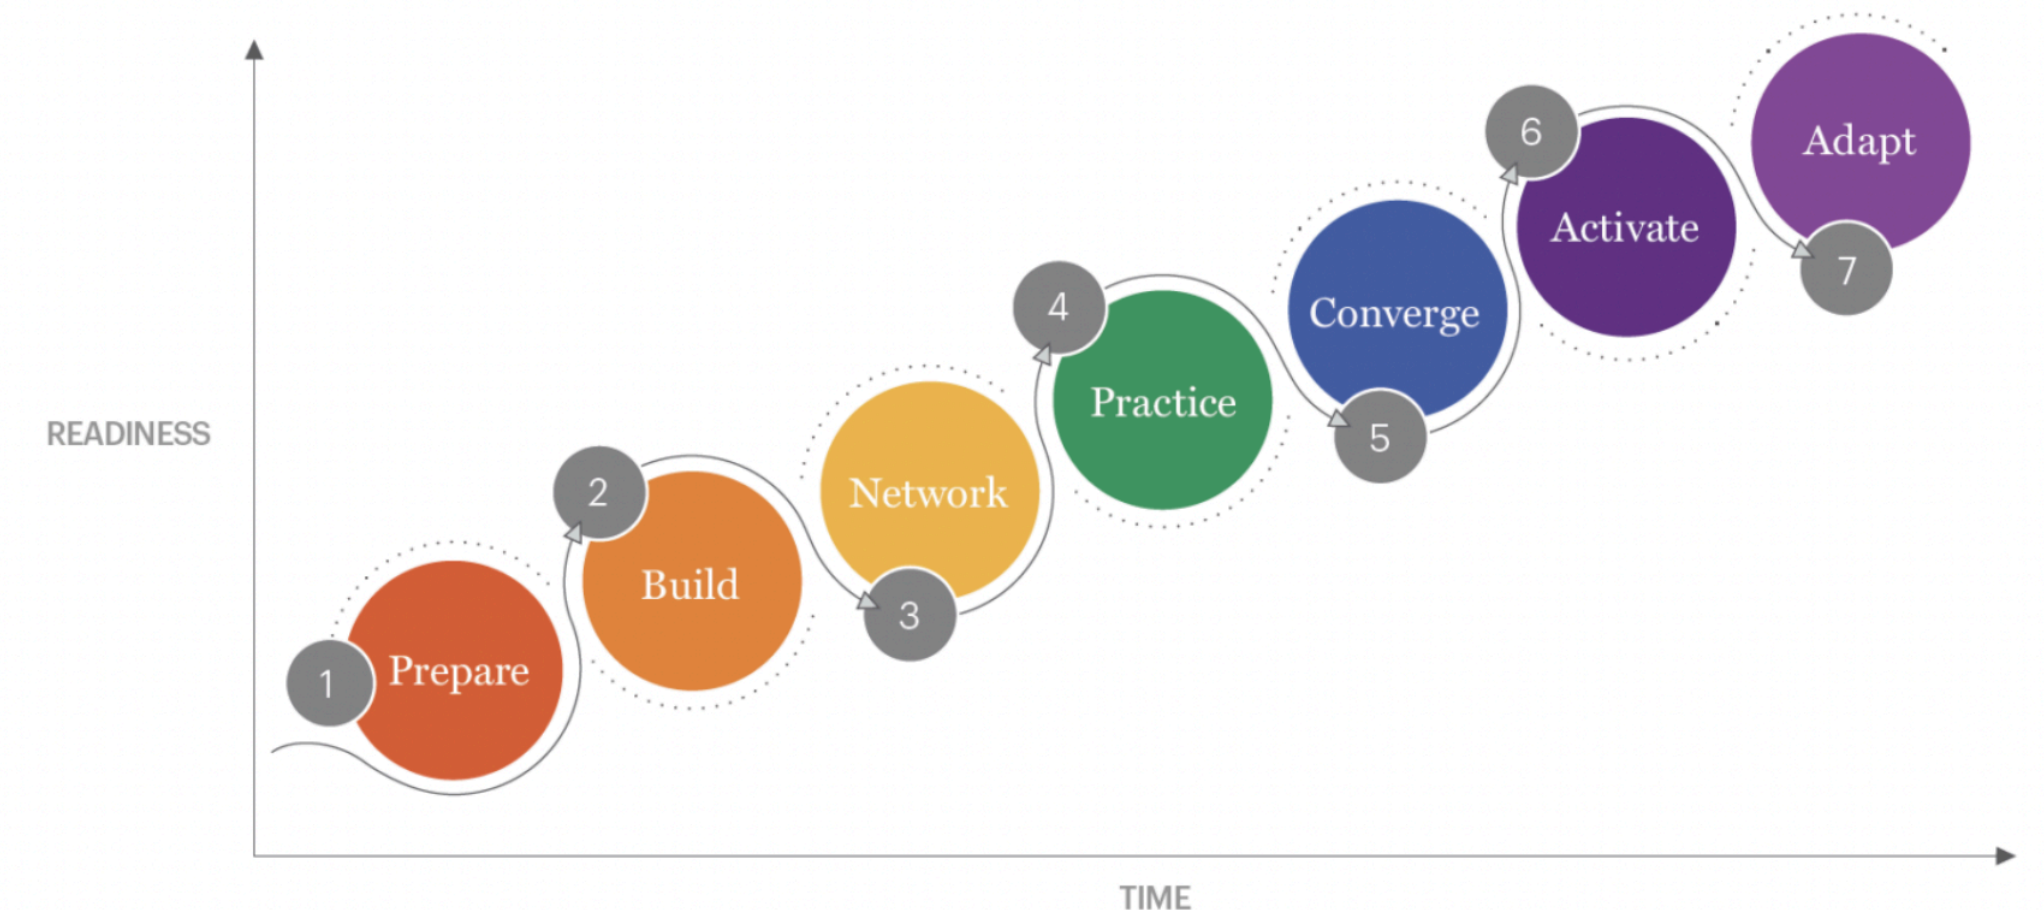 READINESS
1
Prepare
2
Build
3
Network
4
Practice
5
Converge
6
Activate
7
Adapt
TIME